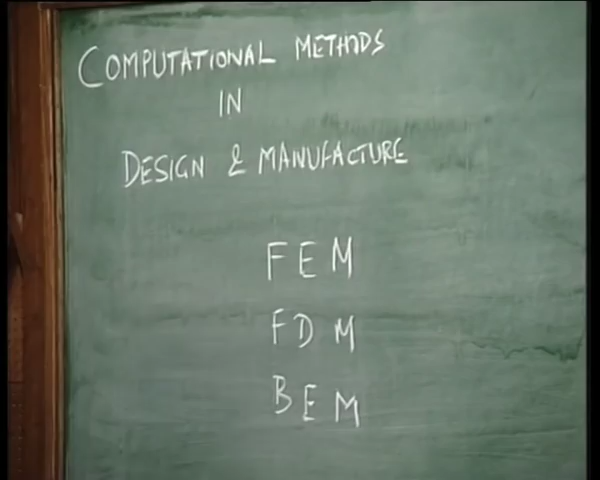 COMPUTATIONAL METHODS
IN
DESIGN & MANUFACTURE
FEM
FDM
BEM